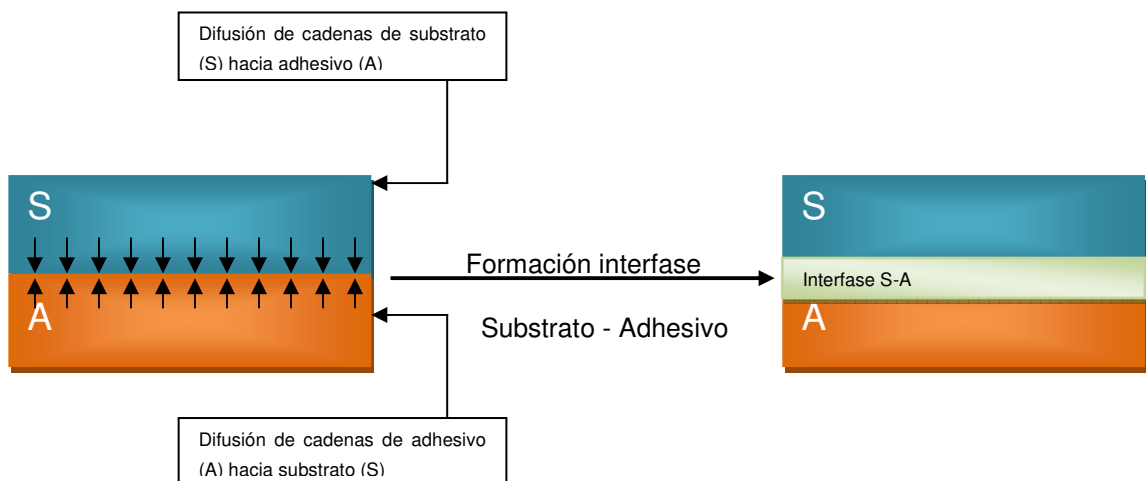 Difusión de cadenas de substrato
(S) hacia adhesivo (A)
S
A
Formación interfase
Substrato - Adhesivo
S
Interfase S-A
A
Difusión de cadenas de adhesivo
(A) hacia substrato (S)